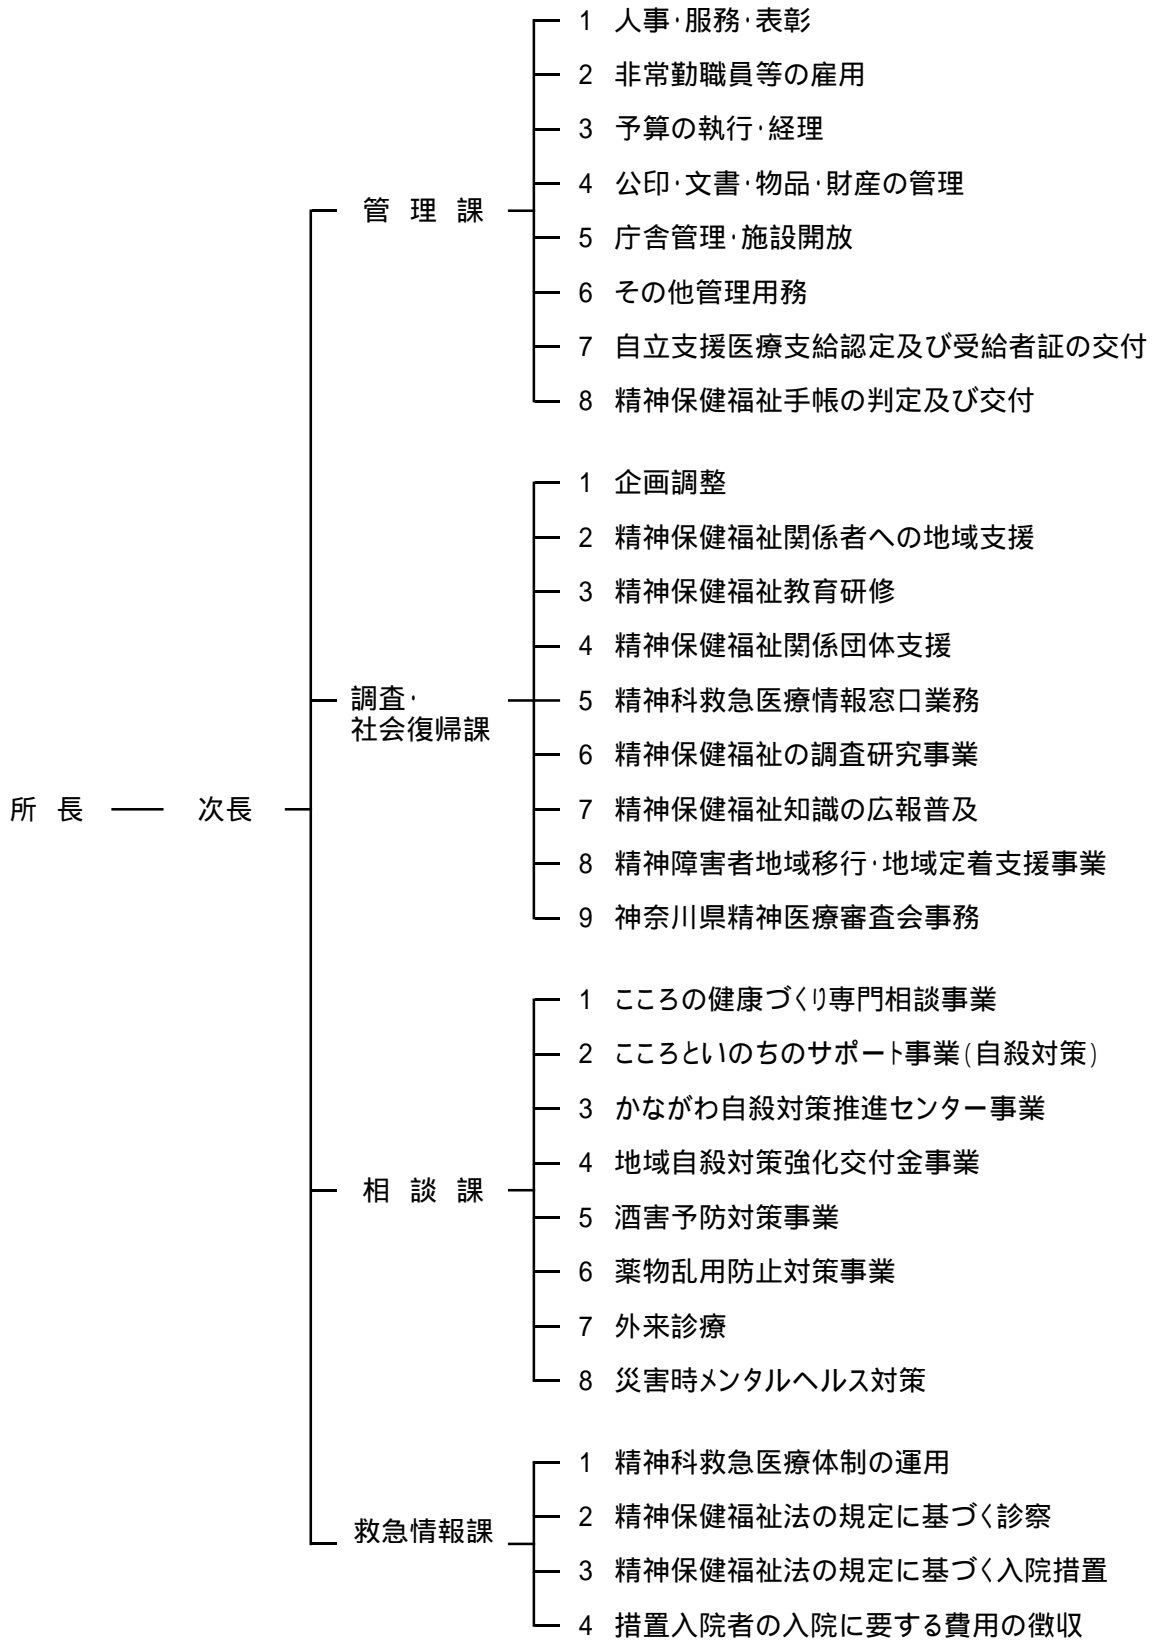 所 長
次長
管 理 課
1 人事・服務・表彰
2 非常勤職員等の雇用
3 予算の執行・経理
4 公印・文書・物品・財産の管理
5 庁舎管理・施設開放
6 その他管理用務
7 自立支援医療支給認定及び受給者証の交付
8 精神保健福祉手帳の判定及び交付
調査・
社会復帰課
1 企画調整
2 精神保健福祉関係者への地域支援
3 精神保健福祉教育研修
4 精神保健福祉関係団体支援
5 精神科救急医療情報窓口業務
6 精神保健福祉の調査研究事業
7 精神保健福祉知識の広報普及
8 精神障害者地域移行・地域定着支援事業
9 神奈川県精神医療審査会事務
相 談 課
1 こころの健康づくり専門相談事業
2 こころといのちのサポート事業(自殺対策)
3 かながわ自殺対策推進センター事業
4 地域自殺対策強化交付金事業
5 酒害予防対策事業
6 薬物乱用防止対策事業
7 外来診療
8 災害時メンタルヘルス対策
救急情報課
1 精神科救急医療体制の運用
2 精神保健福祉法の規定に基づく診察
3 精神保健福祉法の規定に基づく入院措置
4 措置入院者の入院に要する費用の徴収